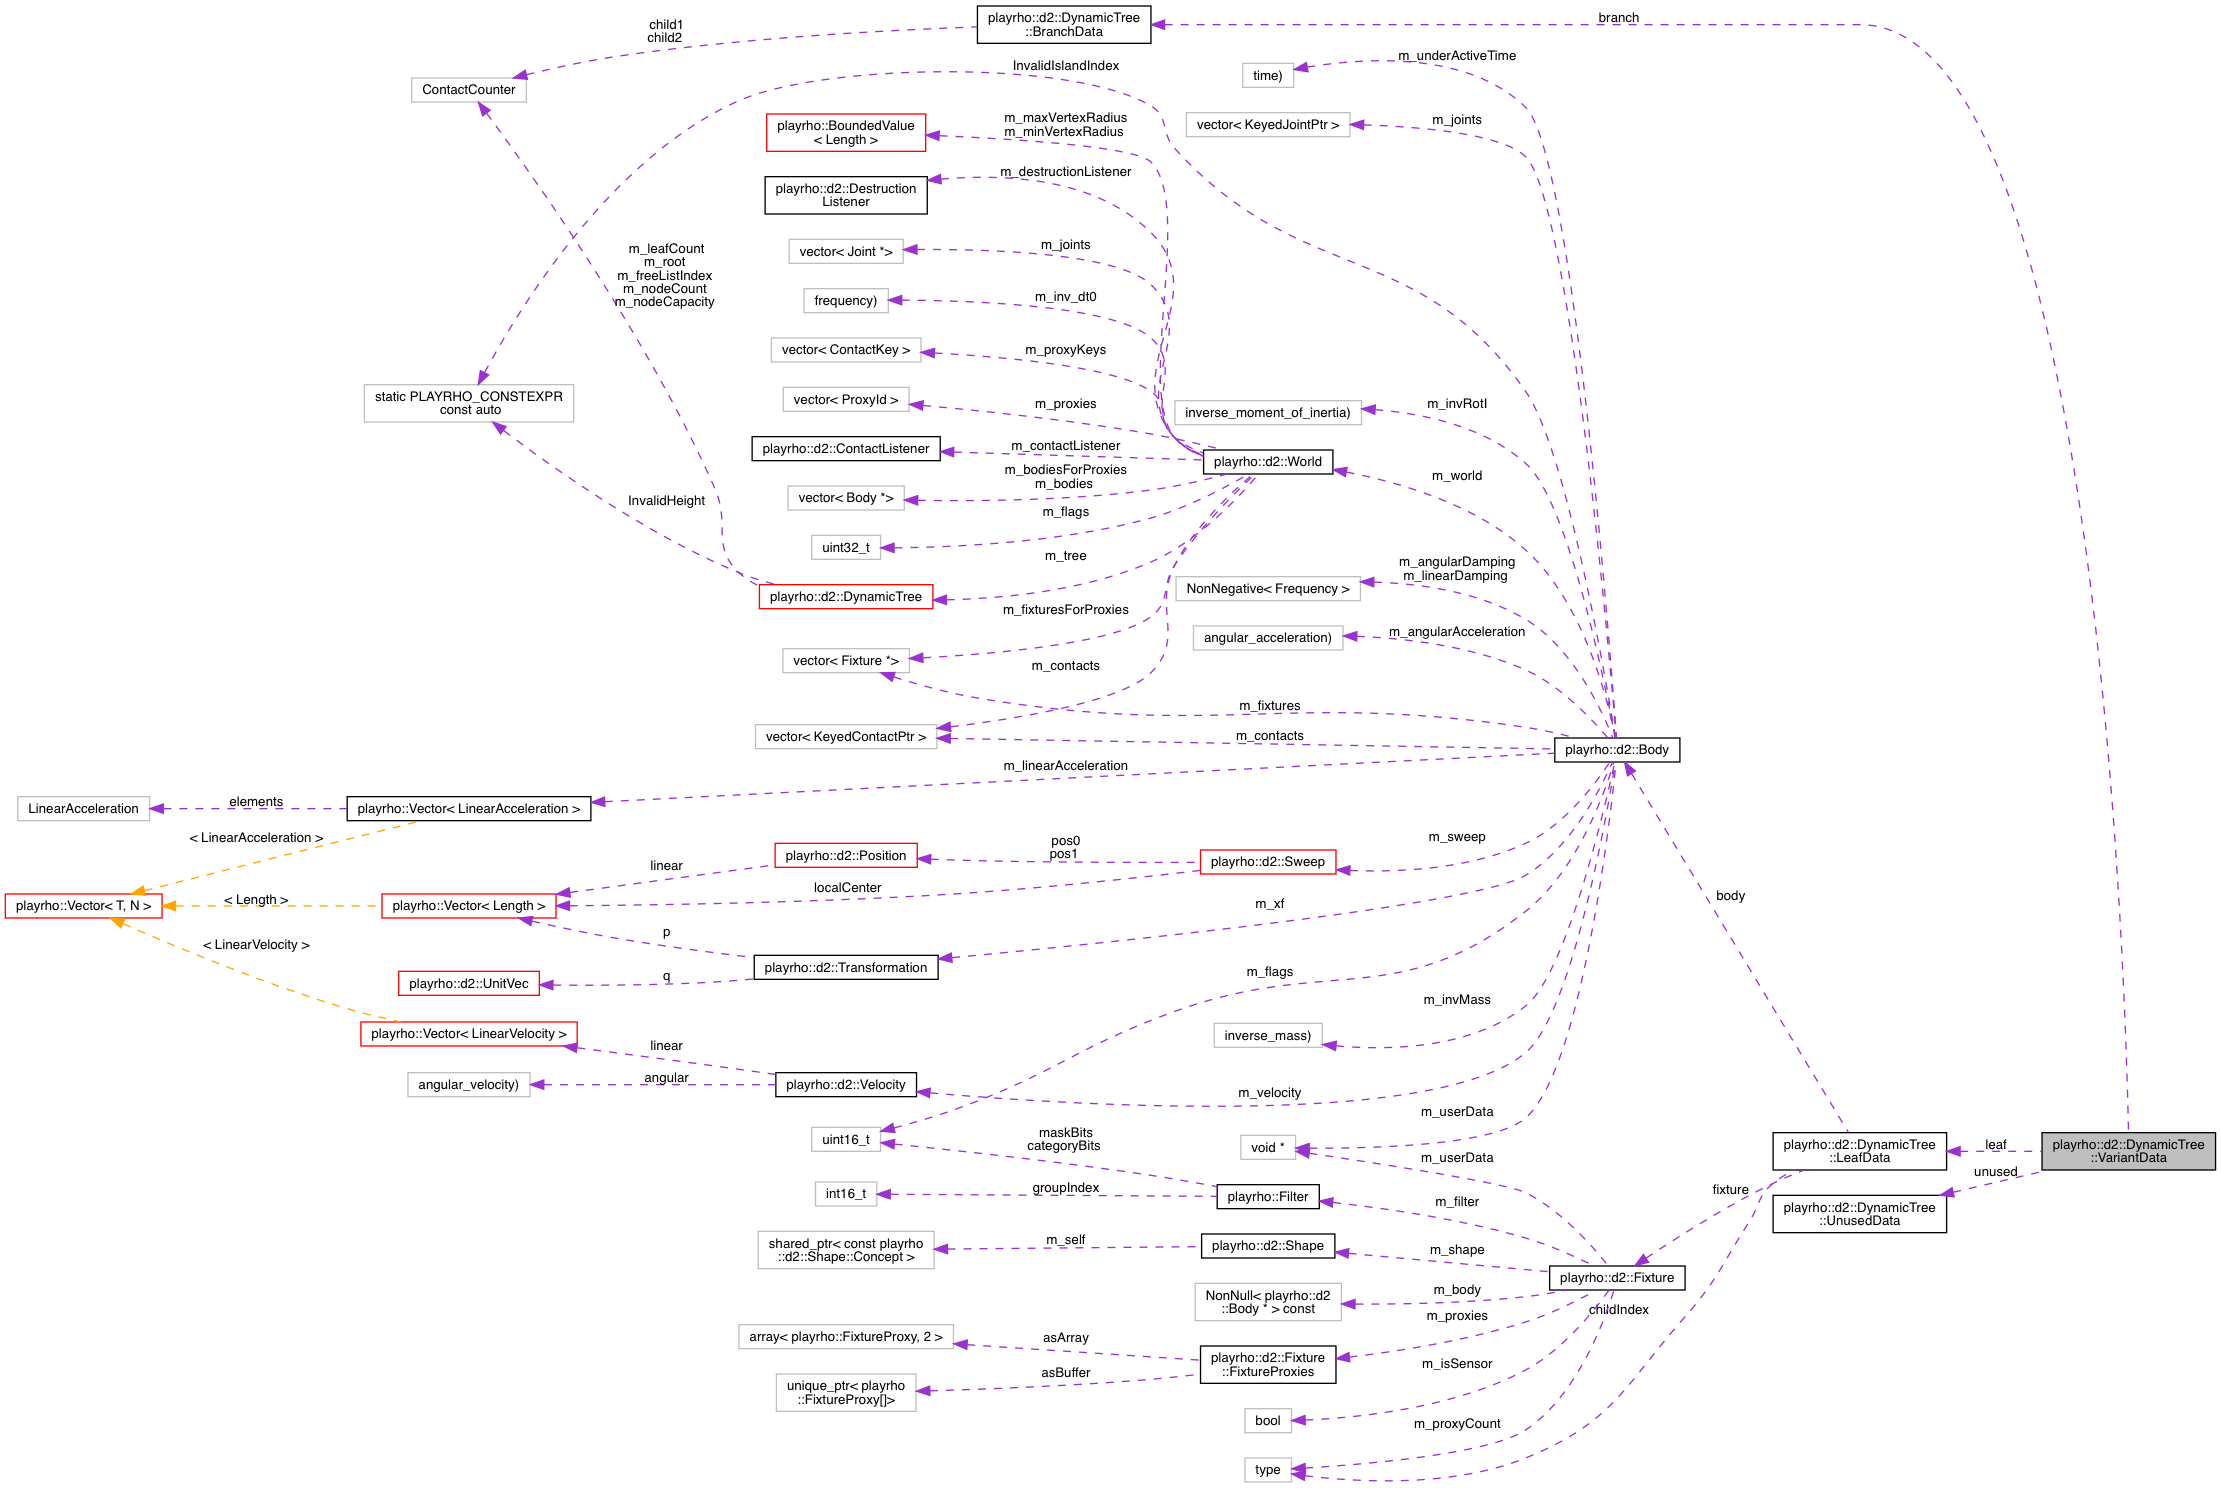 branch
playrho::d2::DynamicTree
::BranchData
child1
child2
m_underActiveTime
InvalidIslandIndex
time)
ContactCounter
m_maxVertexRadius
m_minVertexRadius
playrho::BoundedValue
< Length >
m_joints
vector< KeyedJointPtr >
m_destructionListener
playrho::d2::Destruction
Listener
m_joints
vector< Joint *>
m_leafCount
m_root
m_freeListIndex
m_nodeCount
m_nodeCapacity
m_inv_dt0
frequency)
m_proxyKeys
vector< ContactKey >
static PLAYRHO_CONSTEXPR
const auto
vector< ProxyId >
m_proxies
inverse_moment_of_inertia)
m_invRotI
playrho::d2::ContactListener
m_contactListener
playrho::d2::World
m_world
m_bodiesForProxies
m_bodies
vector< Body *>
InvalidHeight
m_flags
uint32_t
m_tree
playrho::d2::DynamicTree
m_angularDamping
m_linearDamping
NonNegative< Frequency >
m_fixturesForProxies
angular_acceleration)
m_angularAcceleration
vector< Fixture *>
m_contacts
m_fixtures
vector< KeyedContactPtr >
m_contacts
playrho::d2::Body
m_linearAcceleration
LinearAcceleration
elements
playrho::Vector< LinearAcceleration >
< LinearAcceleration >
m_sweep
pos0
pos1
playrho::d2::Position
linear
playrho::d2::Sweep
localCenter
playrho::Vector< T, N >
< Length >
playrho::Vector< Length >
body
m_xf
p
< LinearVelocity >
playrho::d2::Transformation
q
playrho::d2::UnitVec
m_flags
m_invMass
playrho::Vector< LinearVelocity >
inverse_mass)
linear
angular_velocity)
angular
playrho::d2::Velocity
m_velocity
m_userData
uint16_t
maskBits
categoryBits
void *
m_userData
playrho::d2::DynamicTree
::LeafData
leaf
playrho::d2::DynamicTree
::VariantData
unused
int16_t
groupIndex
playrho::Filter
m_filter
fixture
playrho::d2::DynamicTree
::UnusedData
shared_ptr< const playrho
::d2::Shape::Concept >
m_self
playrho::d2::Shape
m_shape
playrho::d2::Fixture
NonNull< playrho::d2
::Body * > const
m_body
childIndex
m_proxies
array< playrho::FixtureProxy, 2 >
asArray
playrho::d2::Fixture
::FixtureProxies
m_isSensor
asBuffer
unique_ptr< playrho
::FixtureProxy[]>
bool
m_proxyCount
type